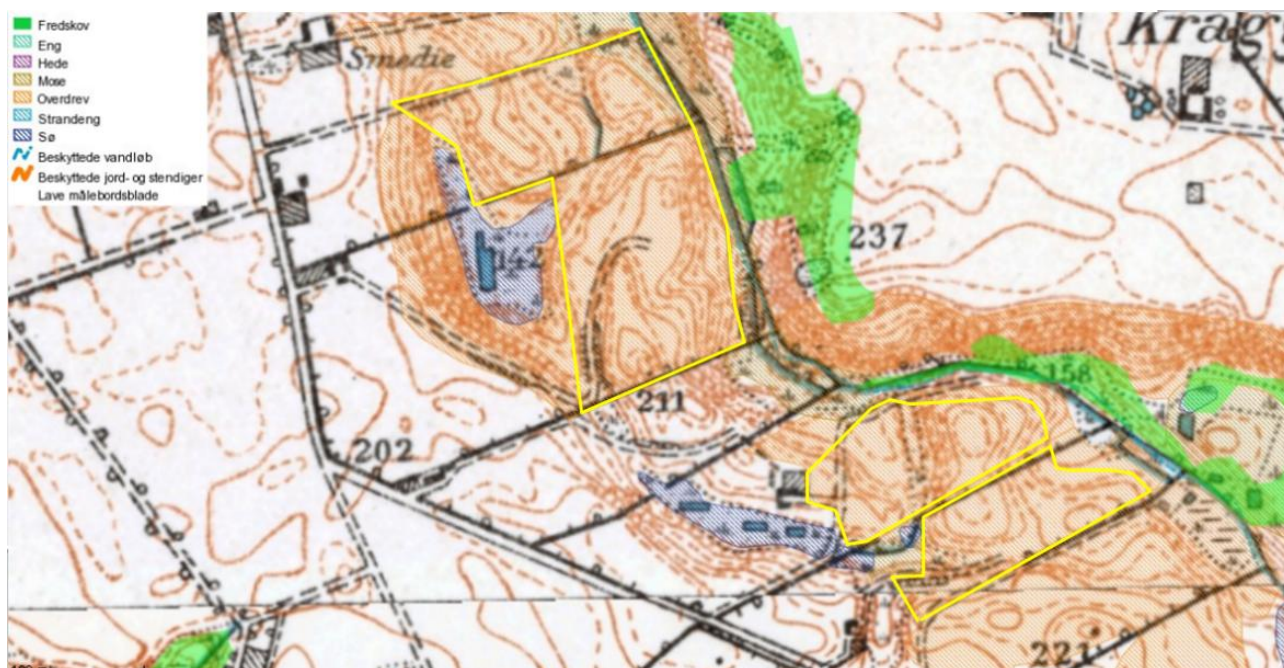 Fredskov
Eng
Hede
Mose
Overdrev
Strandeng
Sø
Beskyttede vandløb
Beskyttede jord- og stendiger
Lave målebordsblade
Smedie
237
142
158
211
202
221